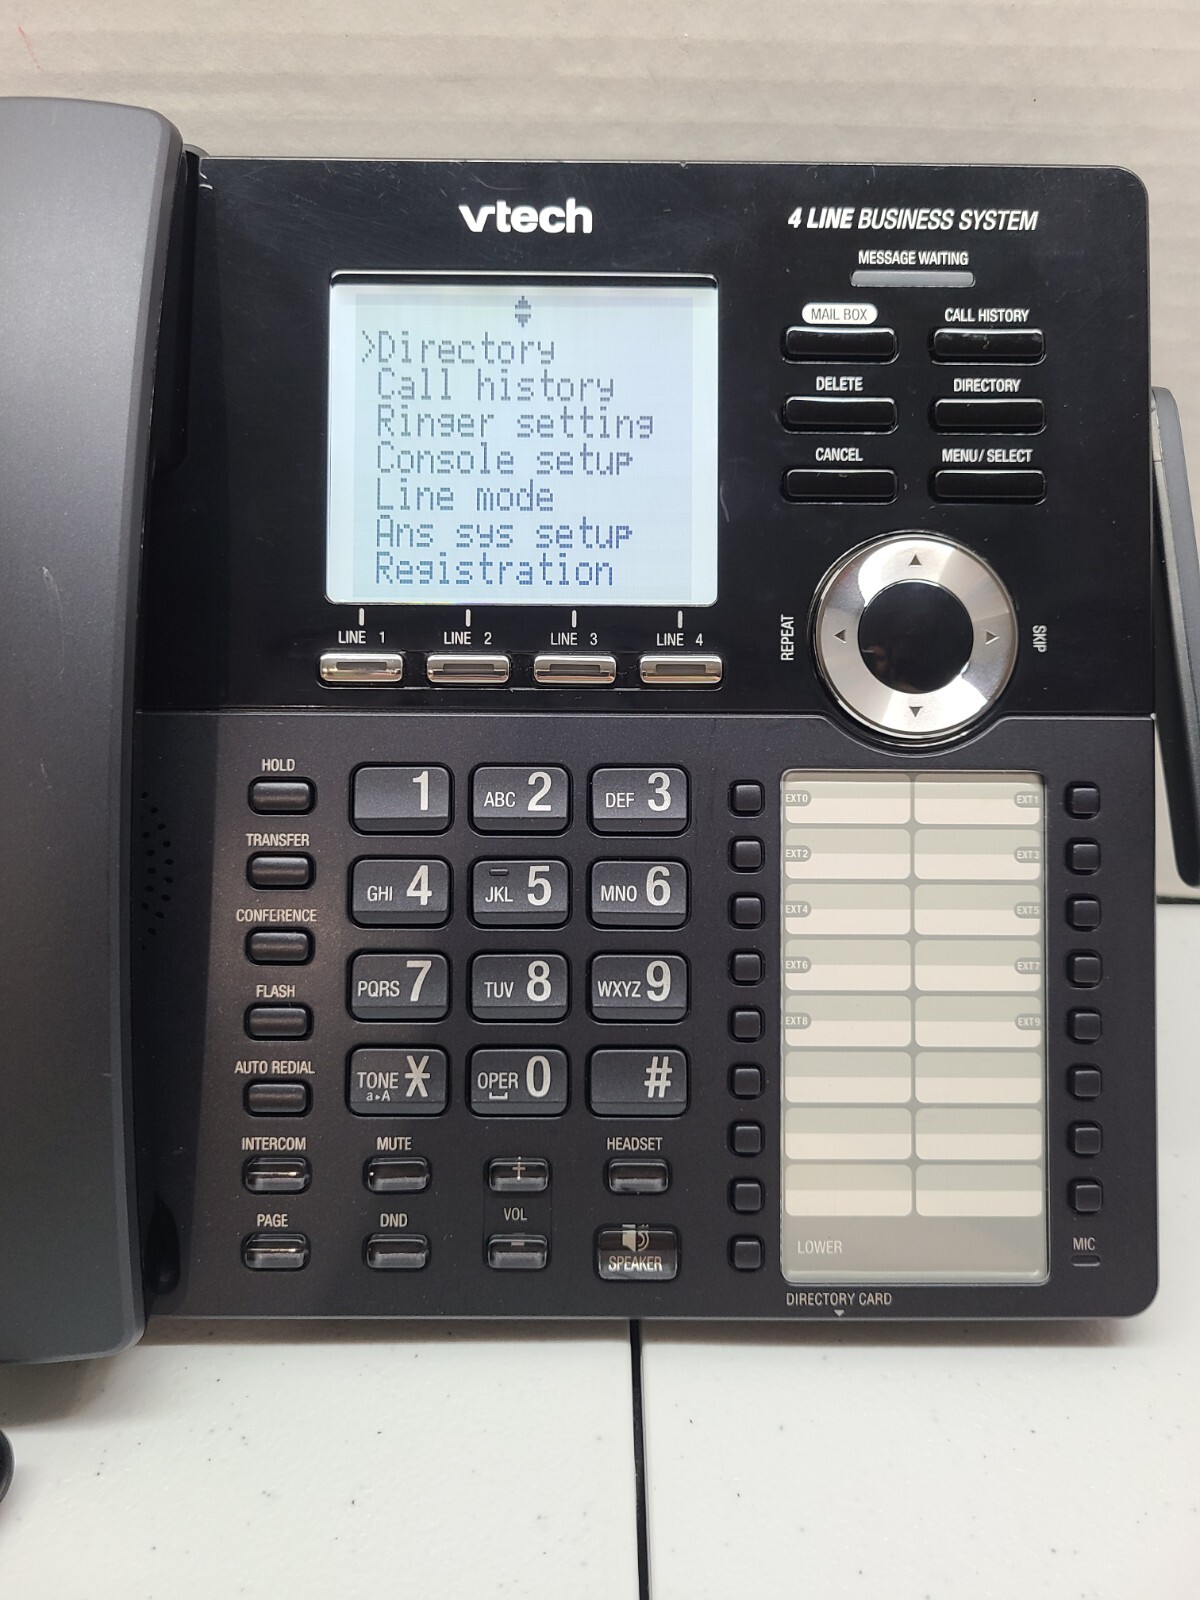 vtech
4 LINE BUSINESS SYSTEM
MESSAGE WAITING
MAIL BOX
CALL HISTORY
DELETE
DIRECTORY
CANCEL
MENU/SELECT
>Directory
Call history
Ringer setting
Console setup
Line mode
Ans sys setup
Registration
LINE 1
LINE 2
LINE 3
LINE 4
REPEAT
SKIP
HOLD
TRANSFER
CONFERENCE
FLASH
AUTO REDIAL
INTERCOM
PAGE
1
ABC 2
DEF 3
GHI 4
JKL 5
MNO 6
PQRS 7
TUV 8
WXYZ 9
TONE *
a▸A
OPER 0
#
MUTE
DND
+
VOL
-
HEADSET
SPEAKER
EXT0
EXT1
EXT2
EXT3
EXT4
EXT5
EXT6
EXT7
EXT8
EXT9
LOWER
MIC
DIRECTORY CARD